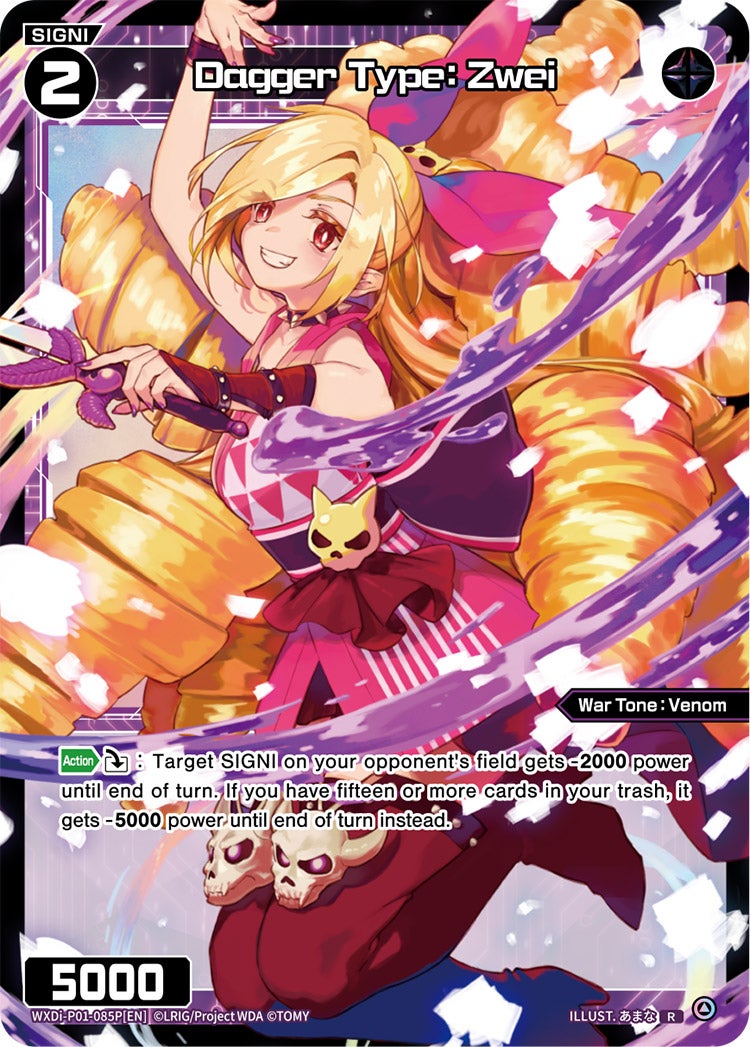 SIGNI
2
Dagger Type: Zwei
War Tone : Venom
Action : Target SIGNI on your opponent's field gets -2000 power
until end of turn. If you have fifteen or more cards in your trash, it
gets -5000 power until end of turn instead.
5000
WXDi-P01-085P[EN] ©LRIG/Project WDA ©TOMY
ILLUST. あまな R